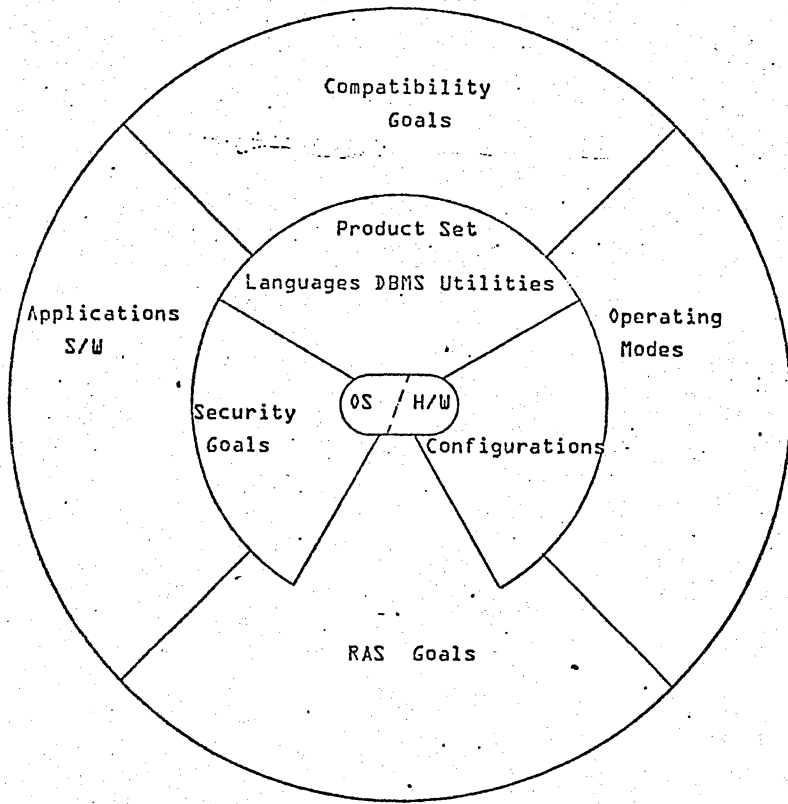 Compatibility
Goals
Product Set
Languages DBMS Utilities
Applications
S/W
Operating
Modes
OS / H/W
Security
Goals
Configurations
RAS Goals